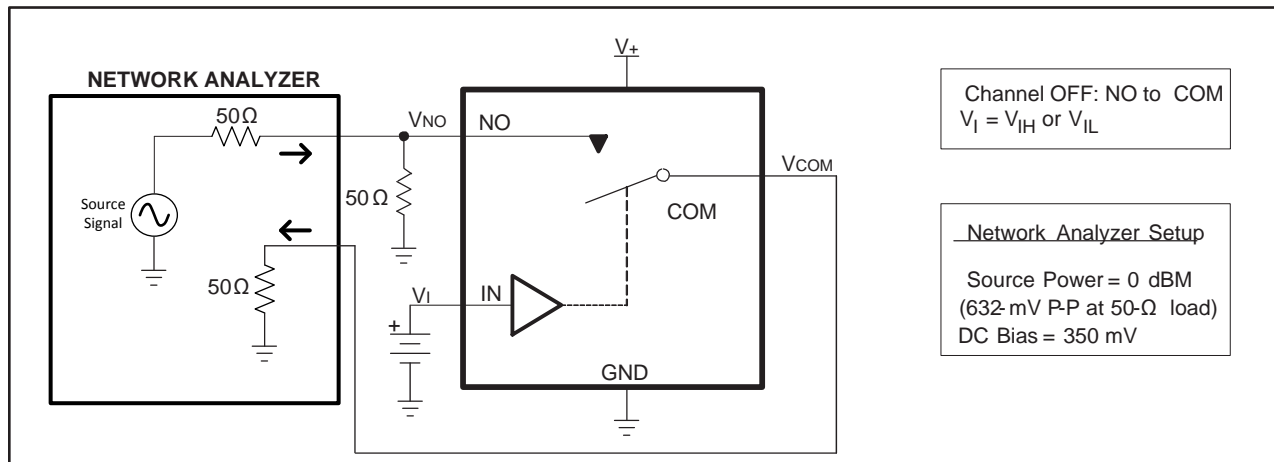 NETWORK ANALYZER
50Ω
Source
Signal
50Ω
VNO
50Ω
V+
NO
COM
VCOM
VI
IN
+
GND
Channel OFF: NO to COM
VI = VIH or VIL
Network Analyzer Setup
Source Power = 0 dBM
(632-mV P-P at 50-Ω load)
DC Bias = 350 mV